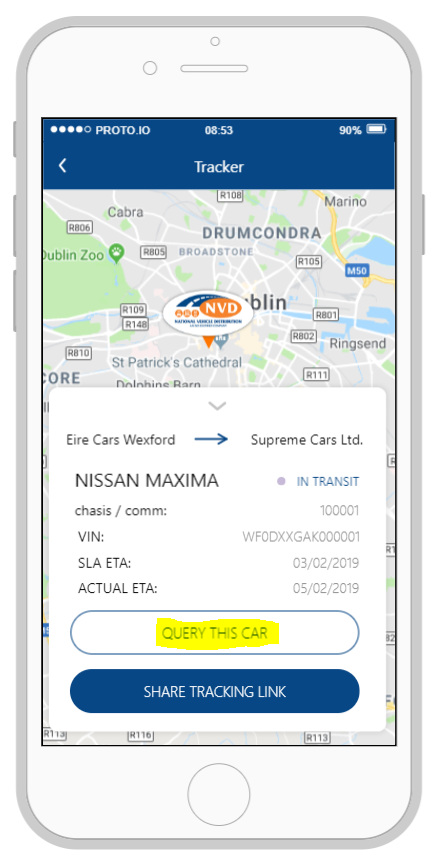 PROTO.IO 08:53 90%
Tracker
R108
Marino
Cabra
R806
DRUMCONDRA
Dublin Zoo R805 BROADSTONE
R105
M50
NVD
blin
R109
NATIONAL VEHICLE DISTRIBUTION
R801
R148
R802 Ringsend
R810
St Patrick's Cathedral
R111
ORE
Dolphins Barn
Eire Cars Wexford Supreme Cars Ltd.
NISSAN MAXIMA IN TRANSIT
chasis / comm: 100001
VIN: WF0DXXGAK000001
SLA ETA: 03/02/2019
ACTUAL ETA: 05/02/2019
QUERY THIS CAR
SHARE TRACKING LINK
R113 R116 R113